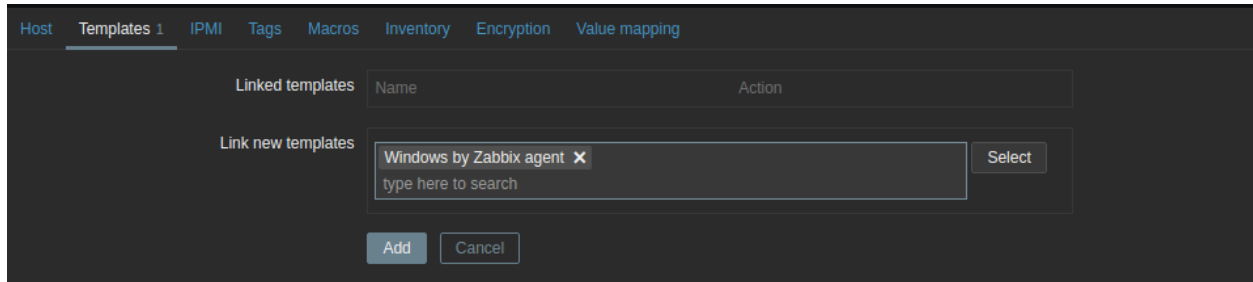 Host Templates 1 IPMI Tags Macros Inventory Encryption Value mapping
Linked templates Name Action
Link new templates
Windows by Zabbix agent ✕ Select
type here to search
Add Cancel